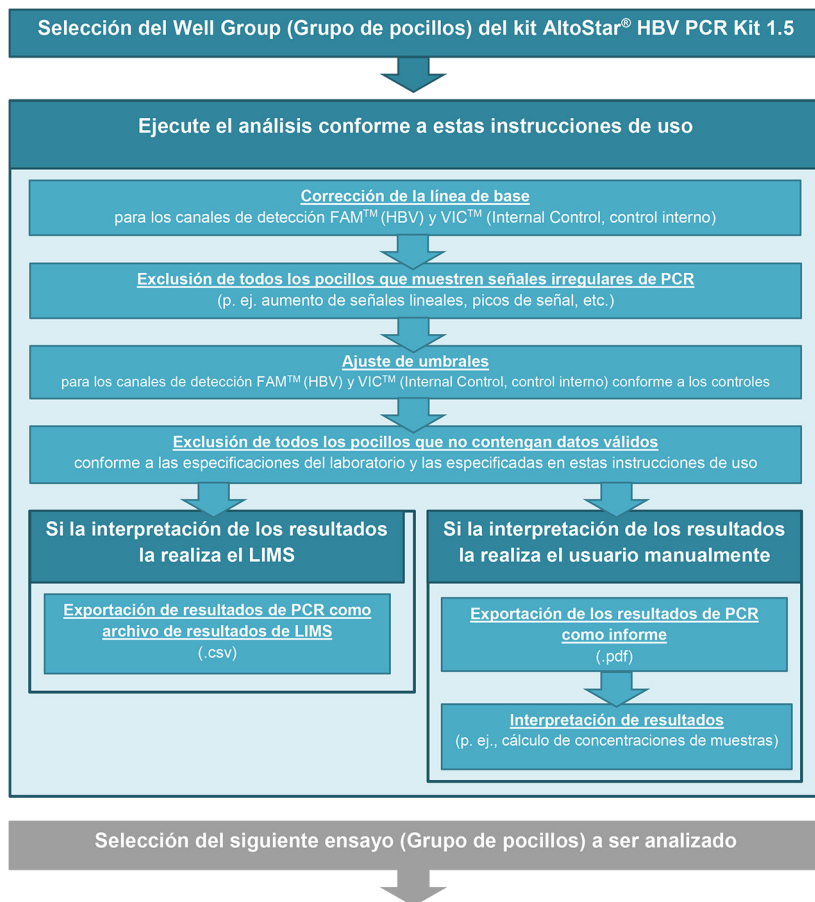 Selección del Well Group (Grupo de pocillos) del kit AltoStar® HBV PCR Kit 1.5
Ejecute el análisis conforme a estas instrucciones de uso
Corrección de la línea de base
para los canales de detección FAM™ (HBV) y VIC™ (Internal Control, control interno)
Exclusión de todos los pocillos que muestren señales irregulares de PCR
(p. ej. aumento de señales lineales, picos de señal, etc.)
Ajuste de umbrales
para los canales de detección FAM™ (HBV) y VIC™ (Internal Control, control interno) conforme a los controles
Exclusión de todos los pocillos que no contengan datos válidos
conforme a las especificaciones del laboratorio y las especificadas en estas instrucciones de uso
Si la interpretación de los resultados
la realiza el LIMS
Exportación de resultados de PCR como
archivo de resultados de LIMS
(.csv)
Si la interpretación de los resultados
la realiza el usuario manualmente
Exportación de los resultados de PCR
como informe
(.pdf)
Interpretación de resultados
(p. ej., cálculo de concentraciones de muestras)
Selección del siguiente ensayo (Grupo de pocillos) a ser analizado